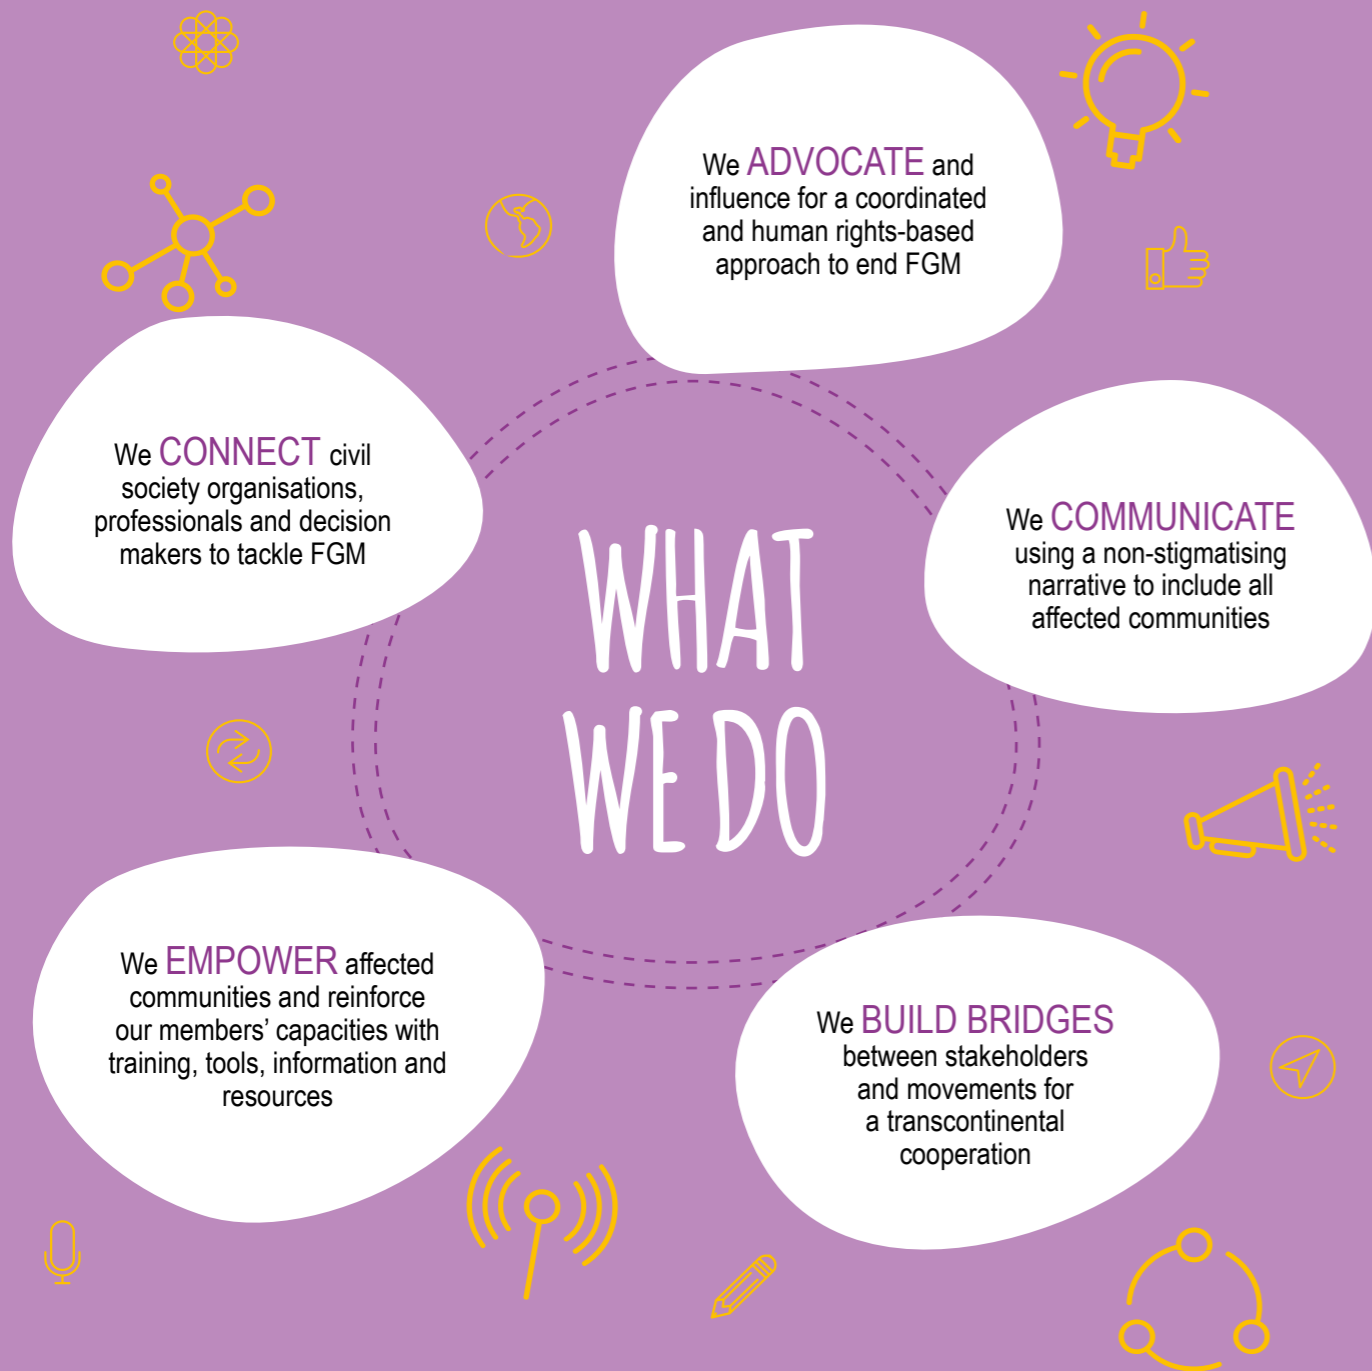 WHAT
WE DO
We ADVOCATE and
influence for a coordinated
and human rights-based
approach to end FGM
We COMMUNICATE
using a non-stigmatising
narrative to include all
affected communities
We BUILD BRIDGES
between stakeholders
and movements for
a transcontinental
cooperation
We EMPOWER affected
communities and reinforce
our members’ capacities with
training, tools, information and
resources
We CONNECT civil
society organisations,
professionals and decision
makers to tackle FGM